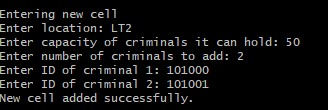 Entering new cell
Enter location: LT2
Enter capacity of criminals it can hold: 50
Enter number of criminals to add: 2
Enter ID of criminal 1: 101000
Enter ID of criminal 2: 101001
New cell added successfully.